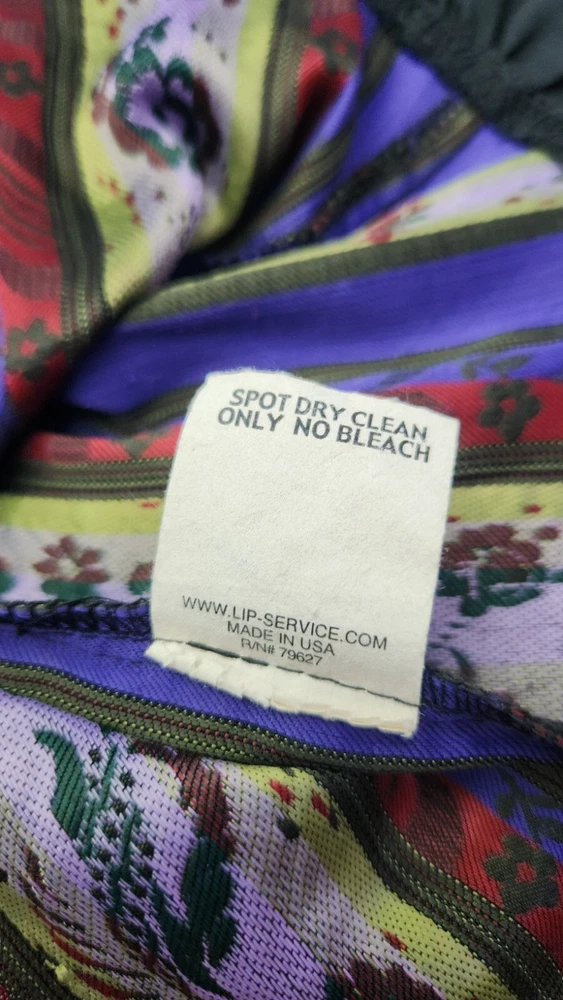 SPOT DRY CLEAN
ONLY NO BLEACH
WWW.LIP-SERVICE.COM
MADE IN USA
R/N# 79627